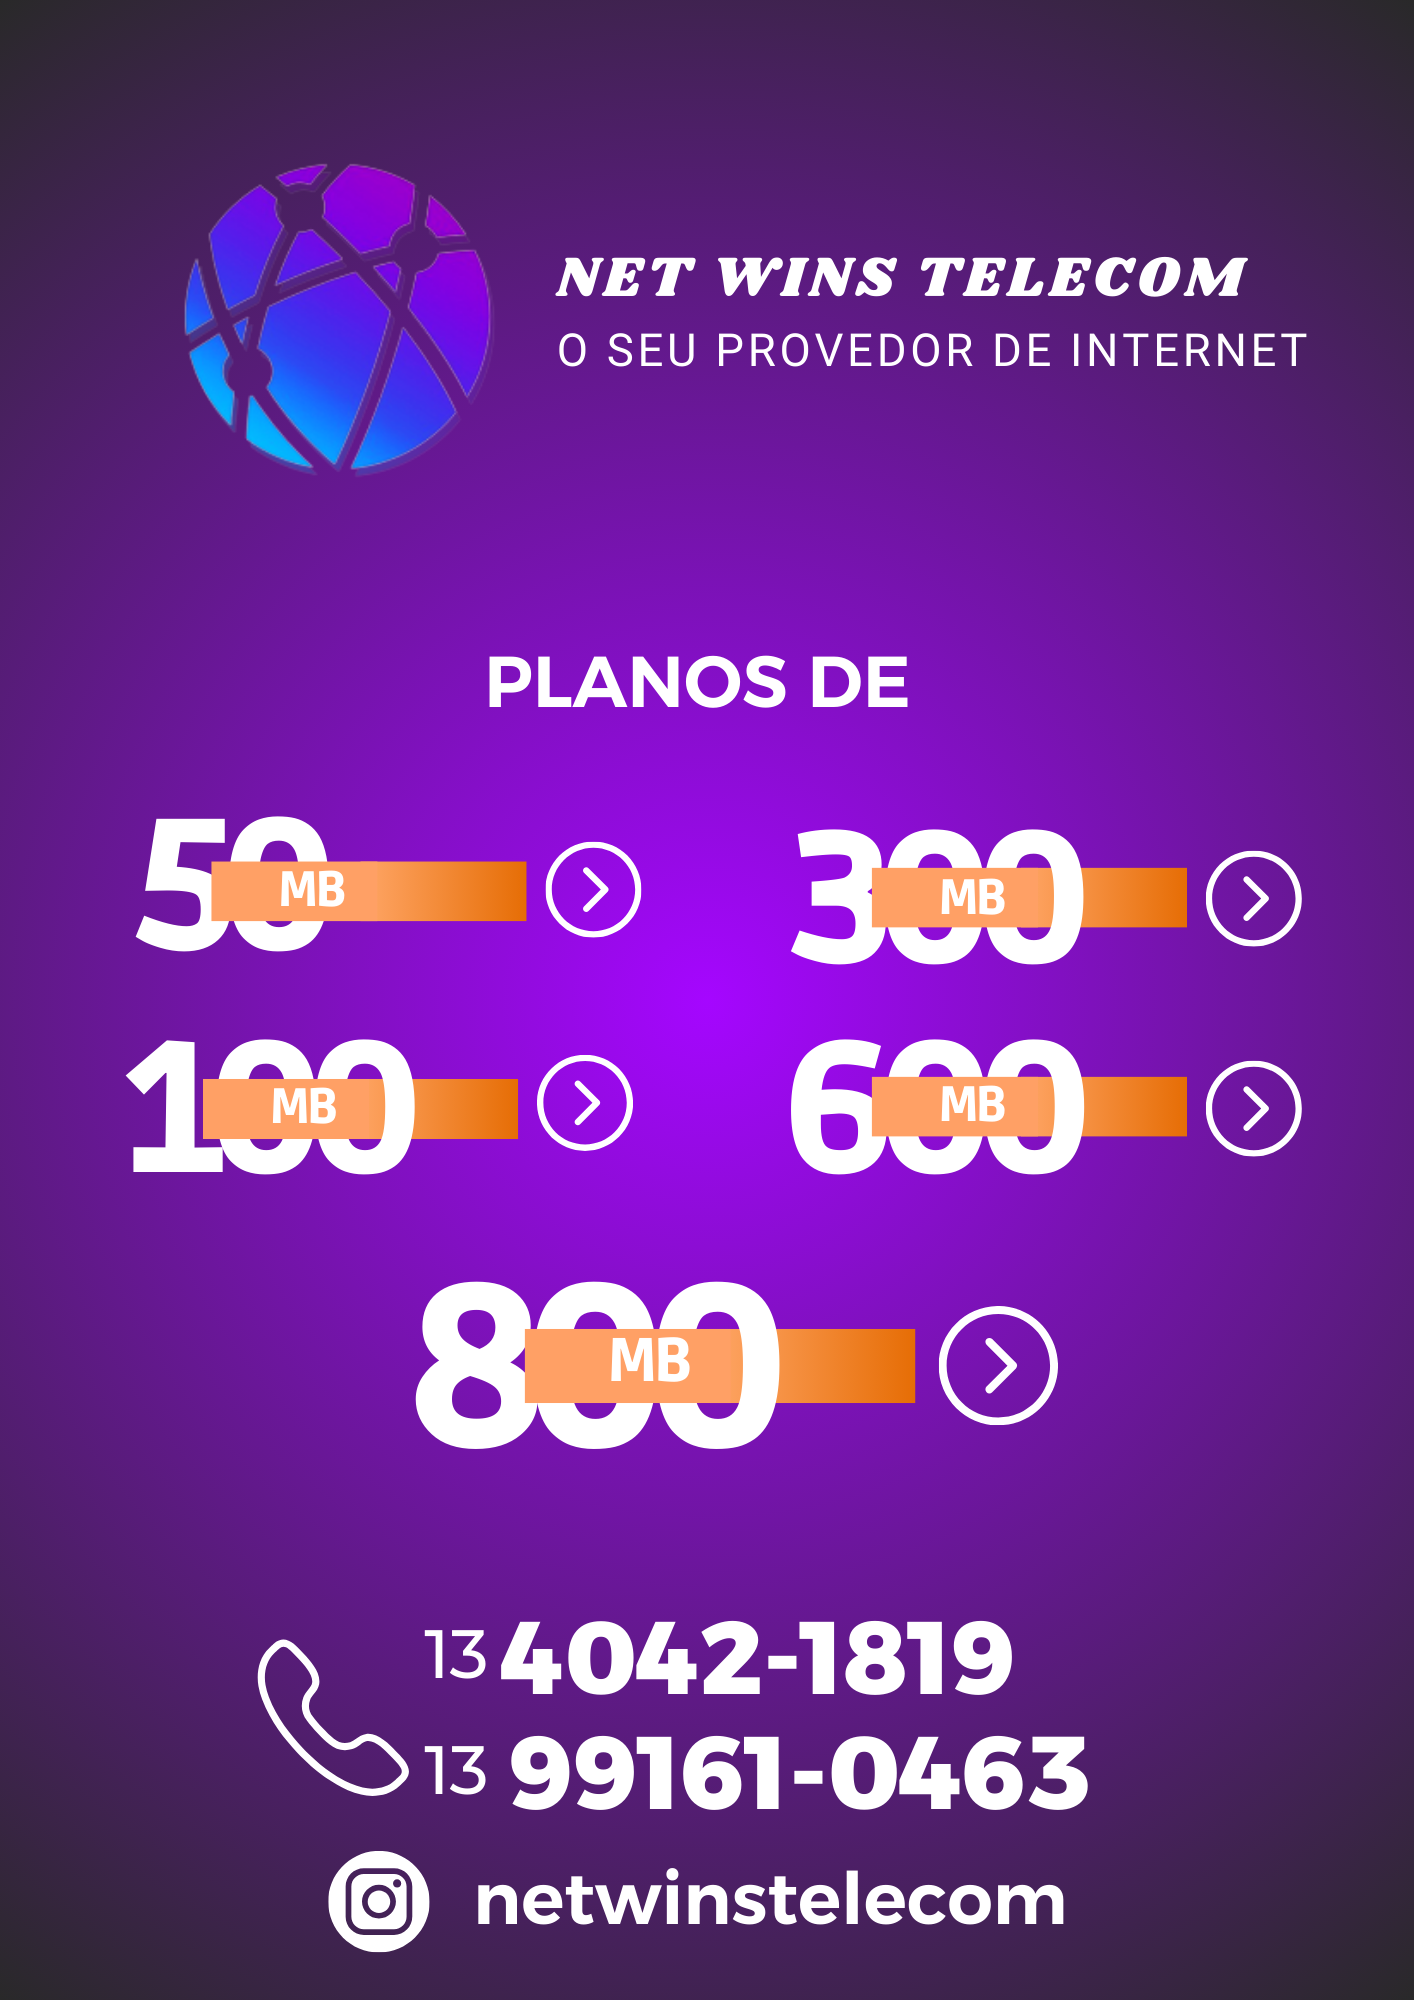 NET WINS TELECOM
O SEU PROVEDOR DE INTERNET
PLANOS DE
50 MB
300 MB
100 MB
600 MB
800 MB
13 4042-1819
13 99161-0463
netwinstelecom